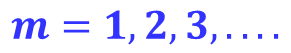 m = 1, 2, 3, . . . .